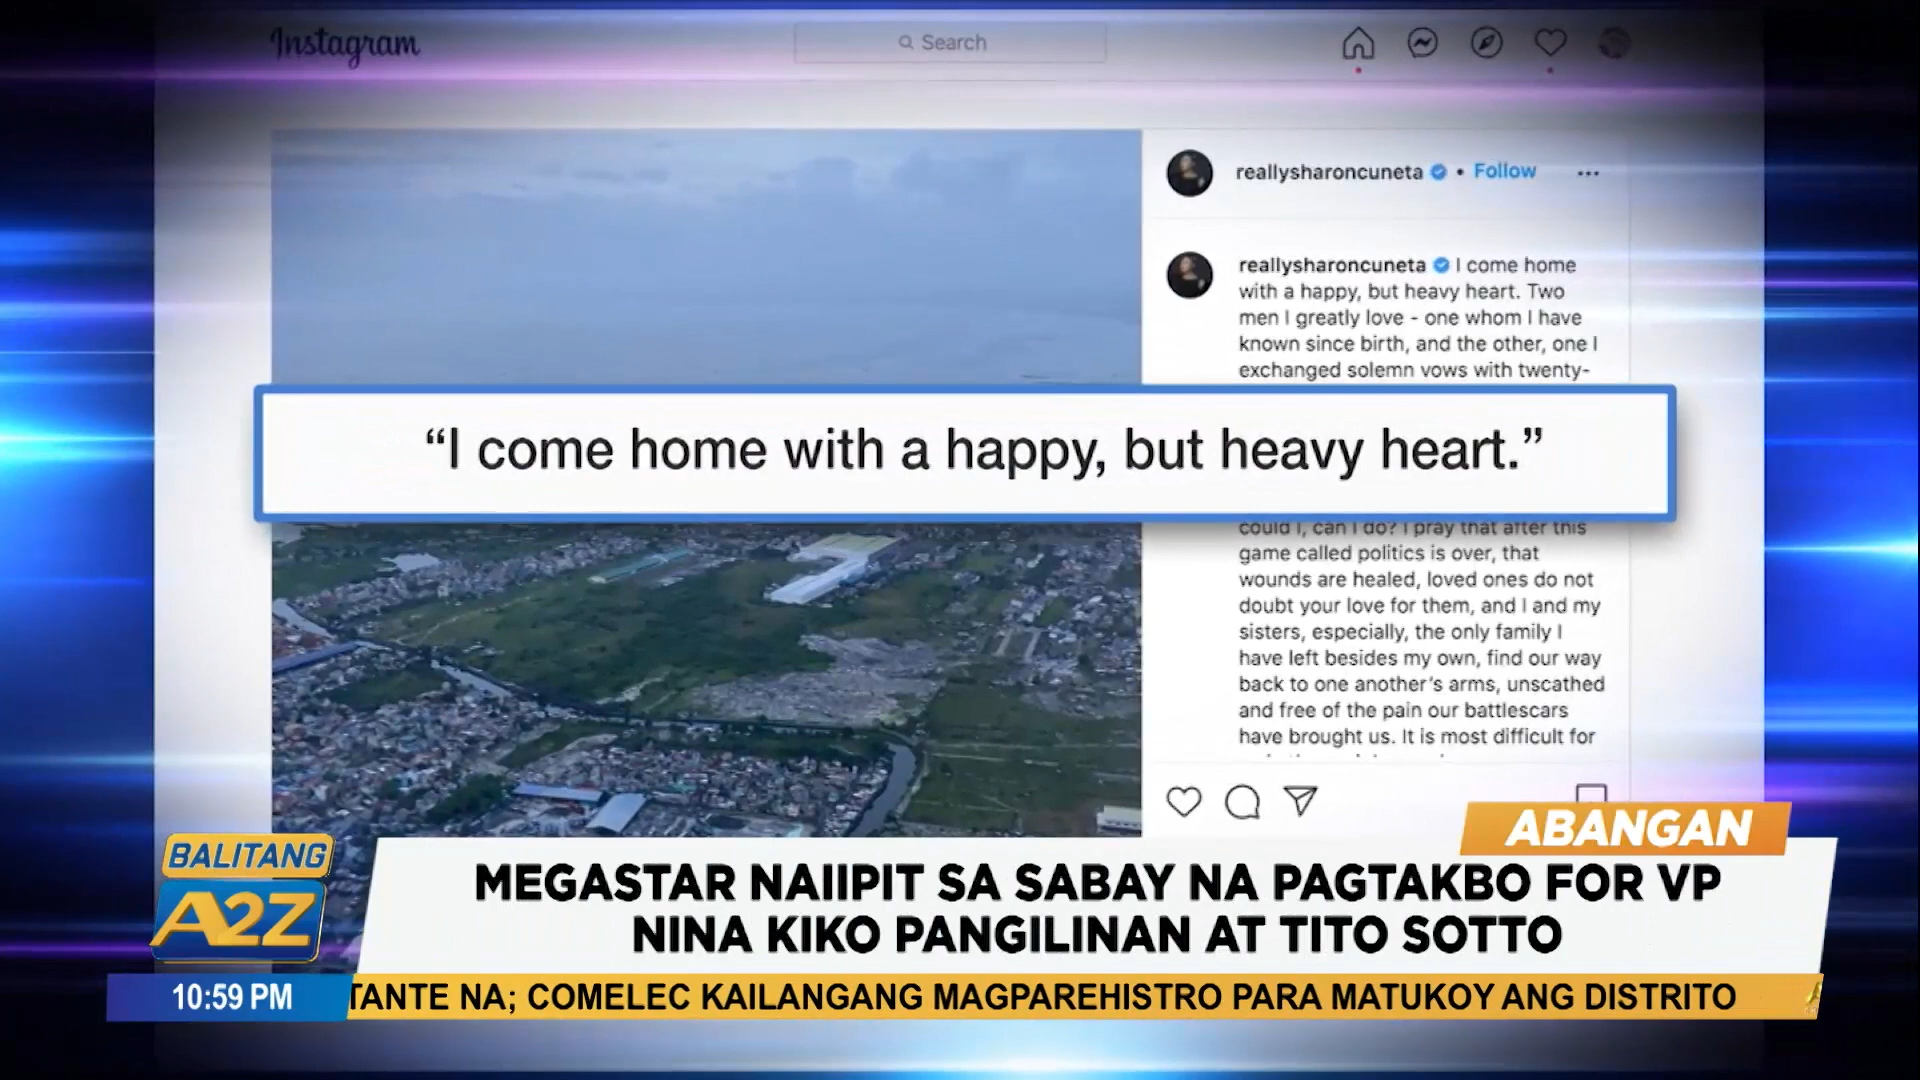 Instagram
Search
reallysharoncuneta • Follow ...
reallysharoncuneta I come home
with a happy, but heavy heart. Two
men I greatly love - one whom I have
known since birth, and the other, one I
exchanged solemn vows with twenty-
“I come home with a happy, but heavy heart.”
could I, can I do? I pray that after this
game called politics is over, that
wounds are healed, loved ones do not
doubt your love for them, and I and my
sisters, especially, the only family I
have left besides my own, find our way
back to one another's arms, unscathed
and free of the pain our battlescars
have brought us. It is most difficult for
ABANGAN
BALITANG
A2Z
MEGASTAR NAIIPIT SA SABAY NA PAGTAKBO FOR VP
NINA KIKO PANGILINAN AT TITO SOTTO
10:59 PM
TANTE NA; COMELEC KAILANGANG MAGPAREHISTRO PARA MATUKOY ANG DISTRITO